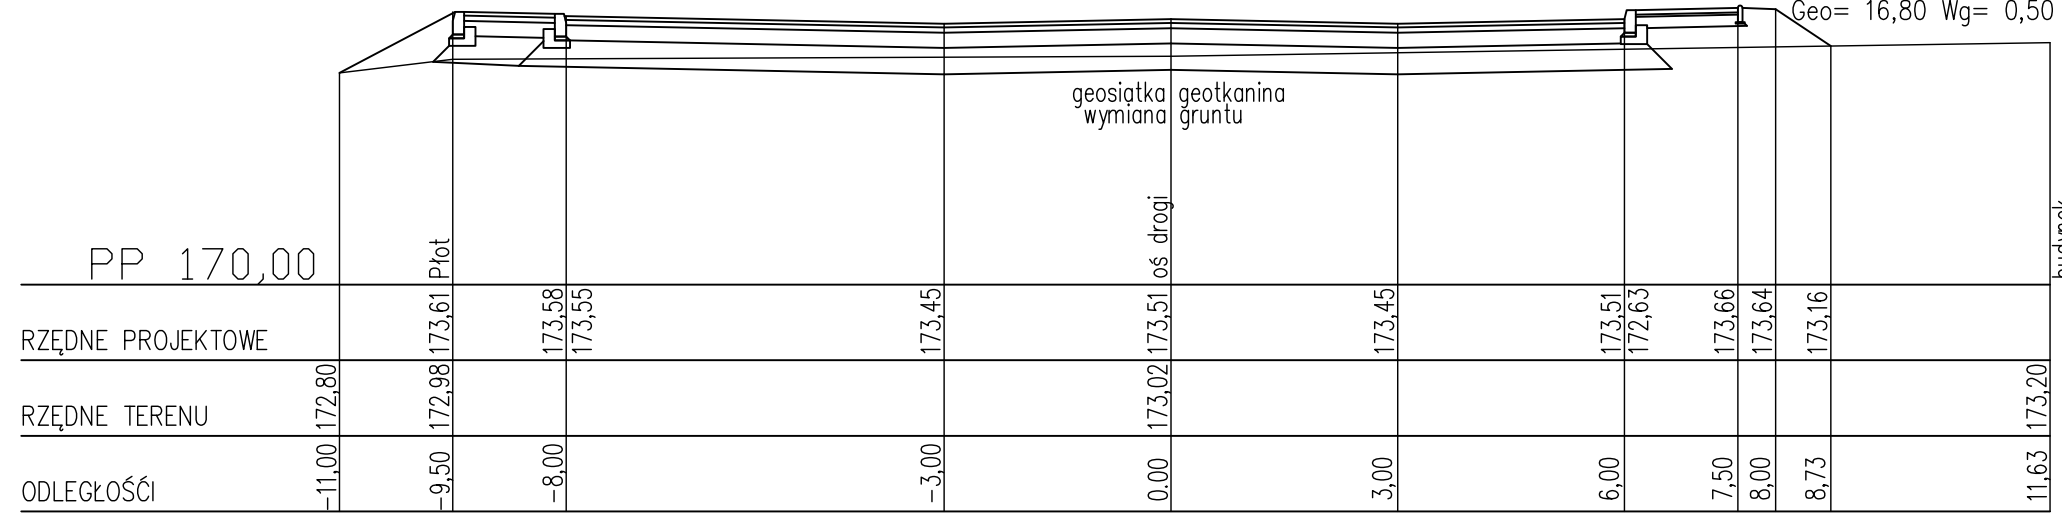 Geo= 16,80 Wg= 0,50
geosiatka geotkanina
wymiana gruntu
Płot
oś drogi
budynek
PP 170,00
RZĘDNE PROJEKTOWE 173,61 173,58 173,55 173,45 173,51 173,45 173,51 172,63 173,66 173,64 173,16
RZĘDNE TERENU 172,80 172,98 173,02 173,20
ODLEGŁOŚĆI -11,00 -9,50 -8,00 -3,00 0.00 3,00 6,00 7,50 8,00 8,73 11,63